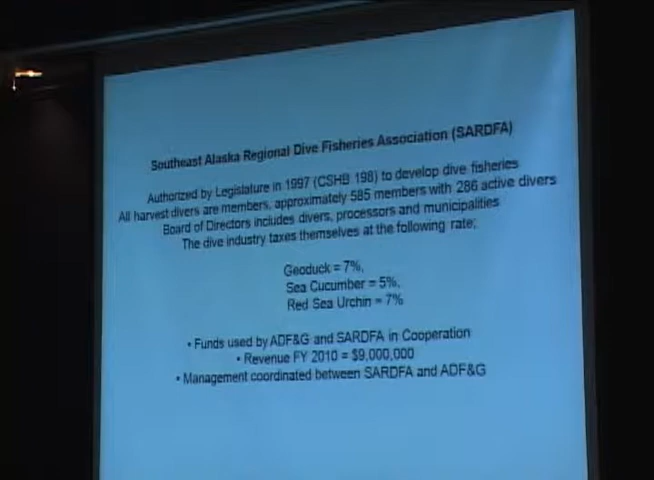 Southeast Alaska Regional Dive Fisheries Association (SARDFA)
Authorized by Legislature in 1997 (CSHB 198) to develop dive fisheries
All harvest divers are members, approximately 585 members with 286 active divers
Board of Directors includes divers, processors and municipalities
The dive industry taxes themselves at the following rate;
Geoduck = 7%,
Sea Cucumber = 5%,
Red Sea Urchin = 7%
• Funds used by ADF&G and SARDFA in Cooperation
• Revenue FY 2010 = $9,000,000
• Management coordinated between SARDFA and ADF&G